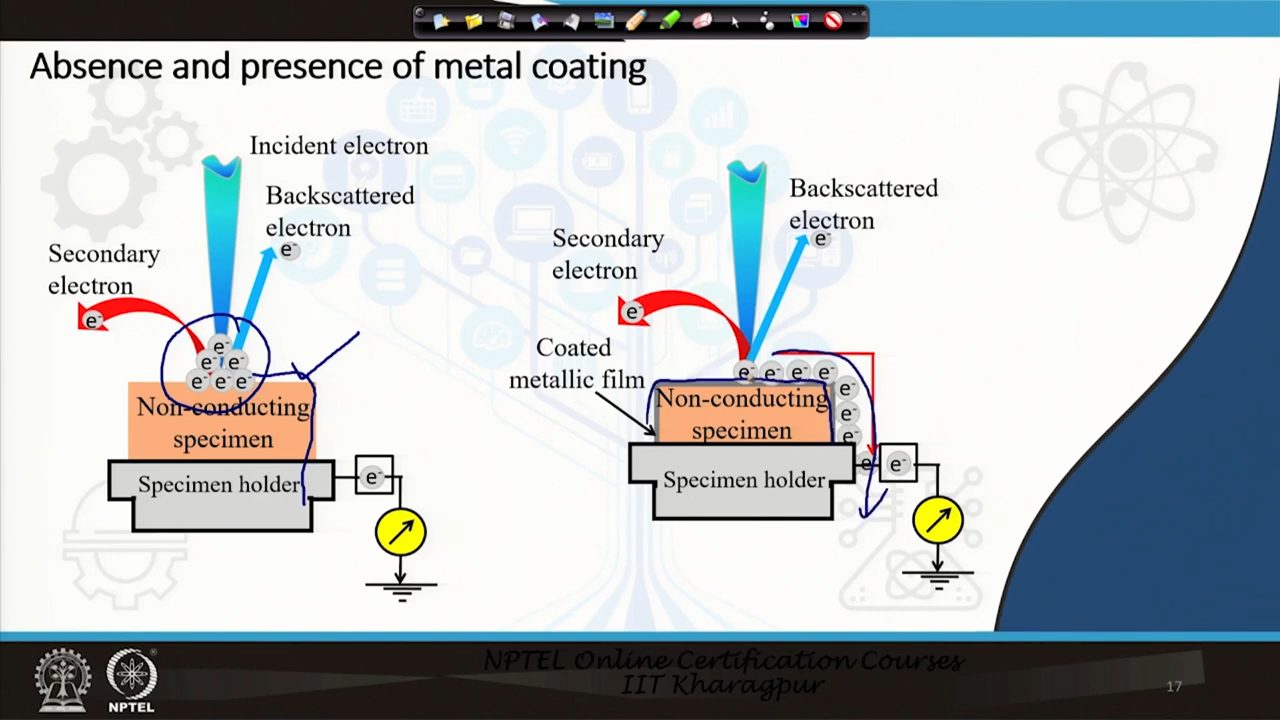 Absence and presence of metal coating
Incident electron
Backscattered
electron
e-
Secondary
electron
e-
e-
e- e-
e- e- e-
Non-conducting
specimen
Specimen holder
e-
Backscattered
electron
e-
Secondary
electron
e-
Coated
metallic film
e- e- e- e-
e-
e-
e-
Non-conducting
specimen
Specimen holder
e-
e-
NPTEL Online Certification Courses
IIT Kharagpur
NPTEL
17